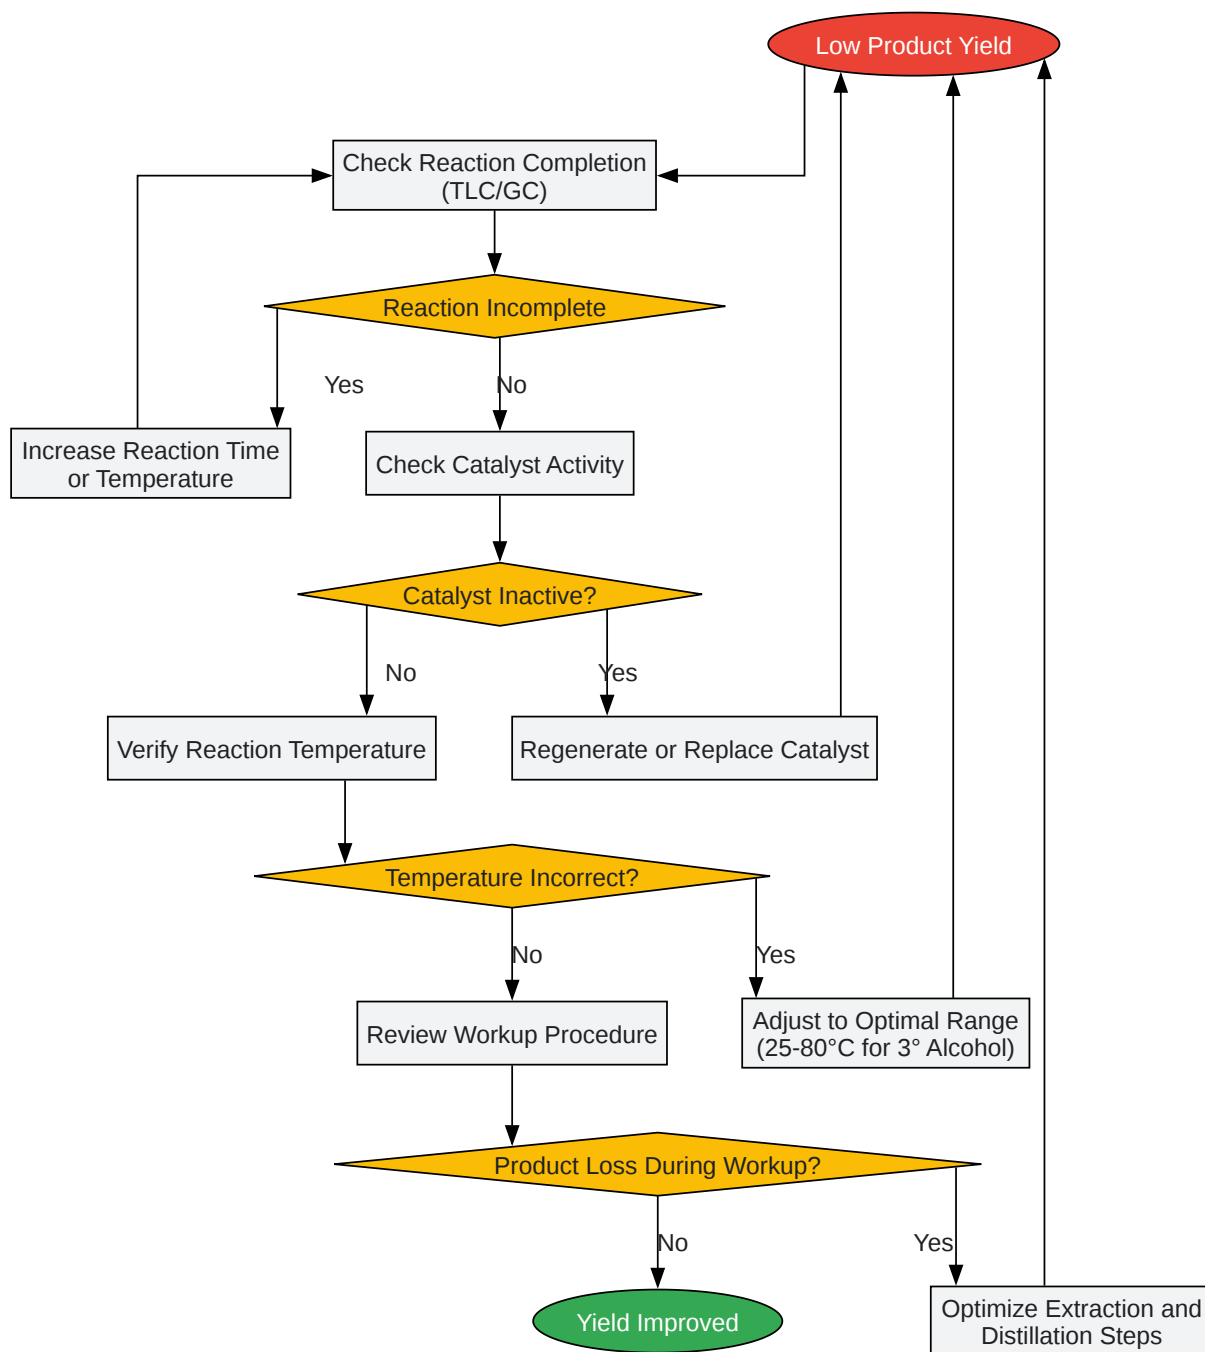 Low Product Yield
Check Reaction Completion
(TLC/GC)
Reaction Incomplete
Yes
No
Increase Reaction Time
or Temperature
Check Catalyst Activity
Catalyst Inactive?
No
Yes
Verify Reaction Temperature
Regenerate or Replace Catalyst
Temperature Incorrect?
No
Yes
Review Workup Procedure
Adjust to Optimal Range
(25-80°C for 3° Alcohol)
Product Loss During Workup?
No
Yes
Yield Improved
Optimize Extraction and
Distillation Steps